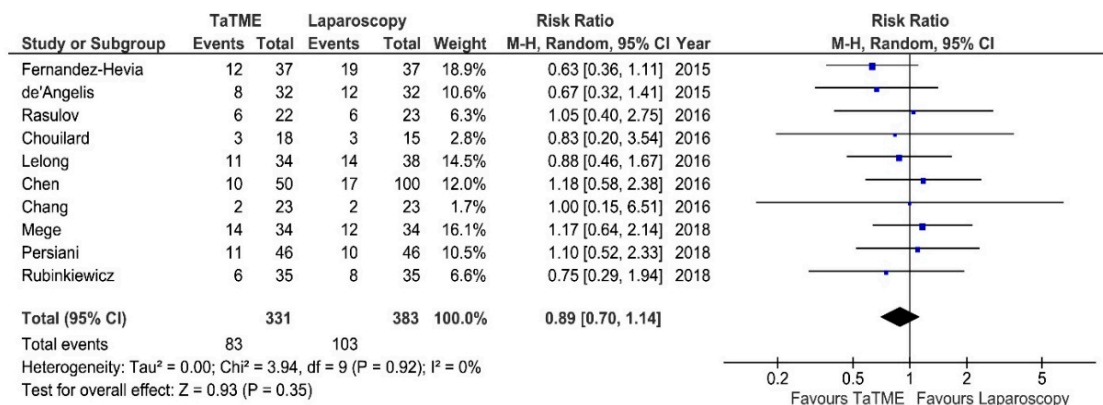 TaTME Laparoscopy Risk Ratio Risk Ratio
Study or Subgroup Events Total Events Total Weight M-H, Random, 95% CI Year M-H, Random, 95% CI
Fernandez-Hevia 12 37 19 37 18.9% 0.63 [0.36, 1.11] 2015
de'Angelis 8 32 12 32 10.6% 0.67 [0.32, 1.41] 2015
Rasulov 6 22 6 23 6.3% 1.05 [0.40, 2.75] 2016
Chouilard 3 18 3 15 2.8% 0.83 [0.20, 3.54] 2016
Lelong 11 34 14 38 14.5% 0.88 [0.46, 1.67] 2016
Chen 10 50 17 100 12.0% 1.18 [0.58, 2.38] 2016
Chang 2 23 2 23 1.7% 1.00 [0.15, 6.51] 2016
Mege 14 34 12 34 16.1% 1.17 [0.64, 2.14] 2018
Persiani 11 46 10 46 10.5% 1.10 [0.52, 2.33] 2018
Rubinkiewicz 6 35 8 35 6.6% 0.75 [0.29, 1.94] 2018
Total (95% CI) 331 383 100.0% 0.89 [0.70, 1.14]
Total events 83 103
Heterogeneity: Tau² = 0.00; Chi² = 3.94, df = 9 (P = 0.92); I² = 0%
Test for overall effect: Z = 0.93 (P = 0.35)
0.2 0.5 1 2 5
Favours TaTME Favours Laparoscopy